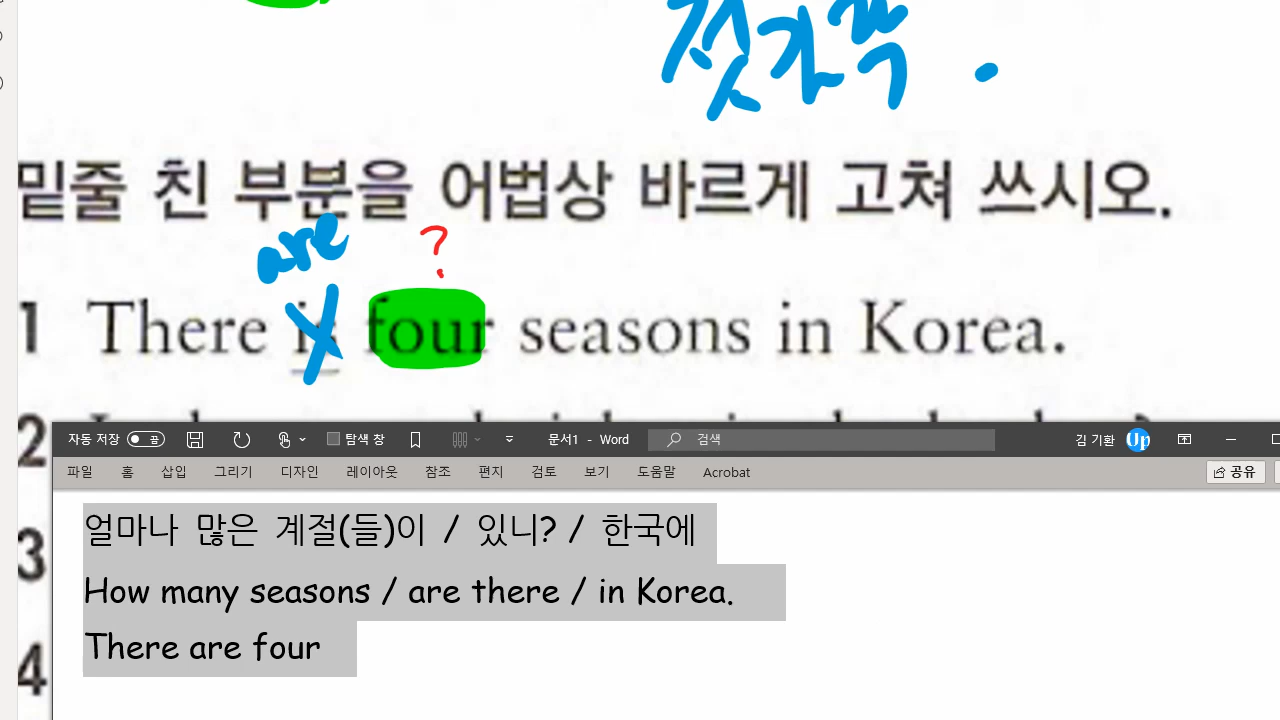 젓가락.
밑줄 친 부분을 어법상 바르게 고쳐 쓰시오.
are ?
1 There is four seasons in Korea.
2
자동 저장 끔 탐색 창 문서1 - Word 검색 김 기환 Up
파일 홈 삽입 그리기 디자인 레이아웃 참조 편지 검토 보기 도움말 Acrobat 공유
3
얼마나 많은 계절(들)이 / 있니? / 한국에
How many seasons / are there / in Korea.
4
There are four